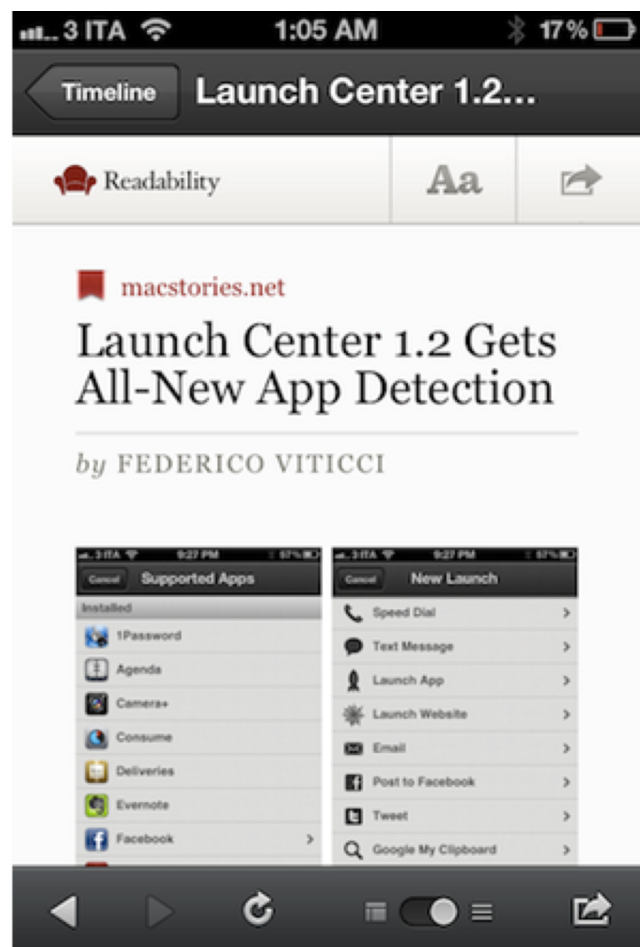 3 ITA 1:05 AM 17%
Timeline Launch Center 1.2...
Readability Aa
macstories.net
Launch Center 1.2 Gets
All-New App Detection
by FEDERICO VITICCI
3 ITA 9:27 PM 97%
Cancel Supported Apps
Installed
1Password
Agenda
Camera+
Consume
Deliveries
Evernote
Facebook
3 ITA 9:27 PM 97%
Cancel New Launch
Speed Dial
Text Message
Launch App
Launch Website
Email
Post to Facebook
Tweet
Google My Clipboard